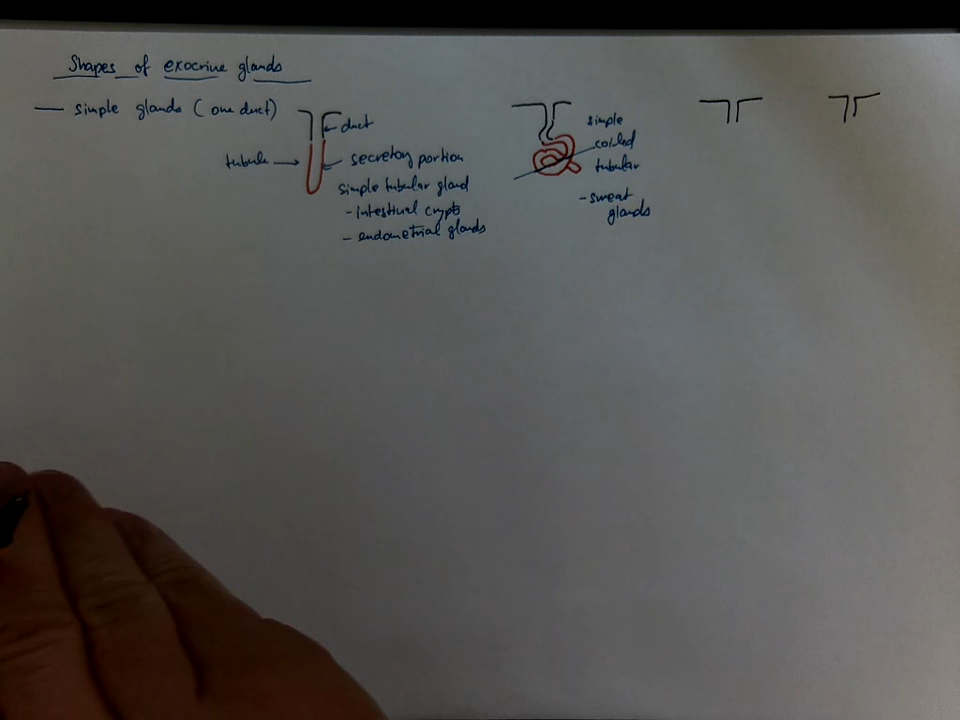 Shapes of exocrine glands
— simple glands (one duct)
duct
tubule
secretory portion
simple tubular gland
- intestinal crypts
- endometrial glands
simple
coiled
tubular
- sweat
glands